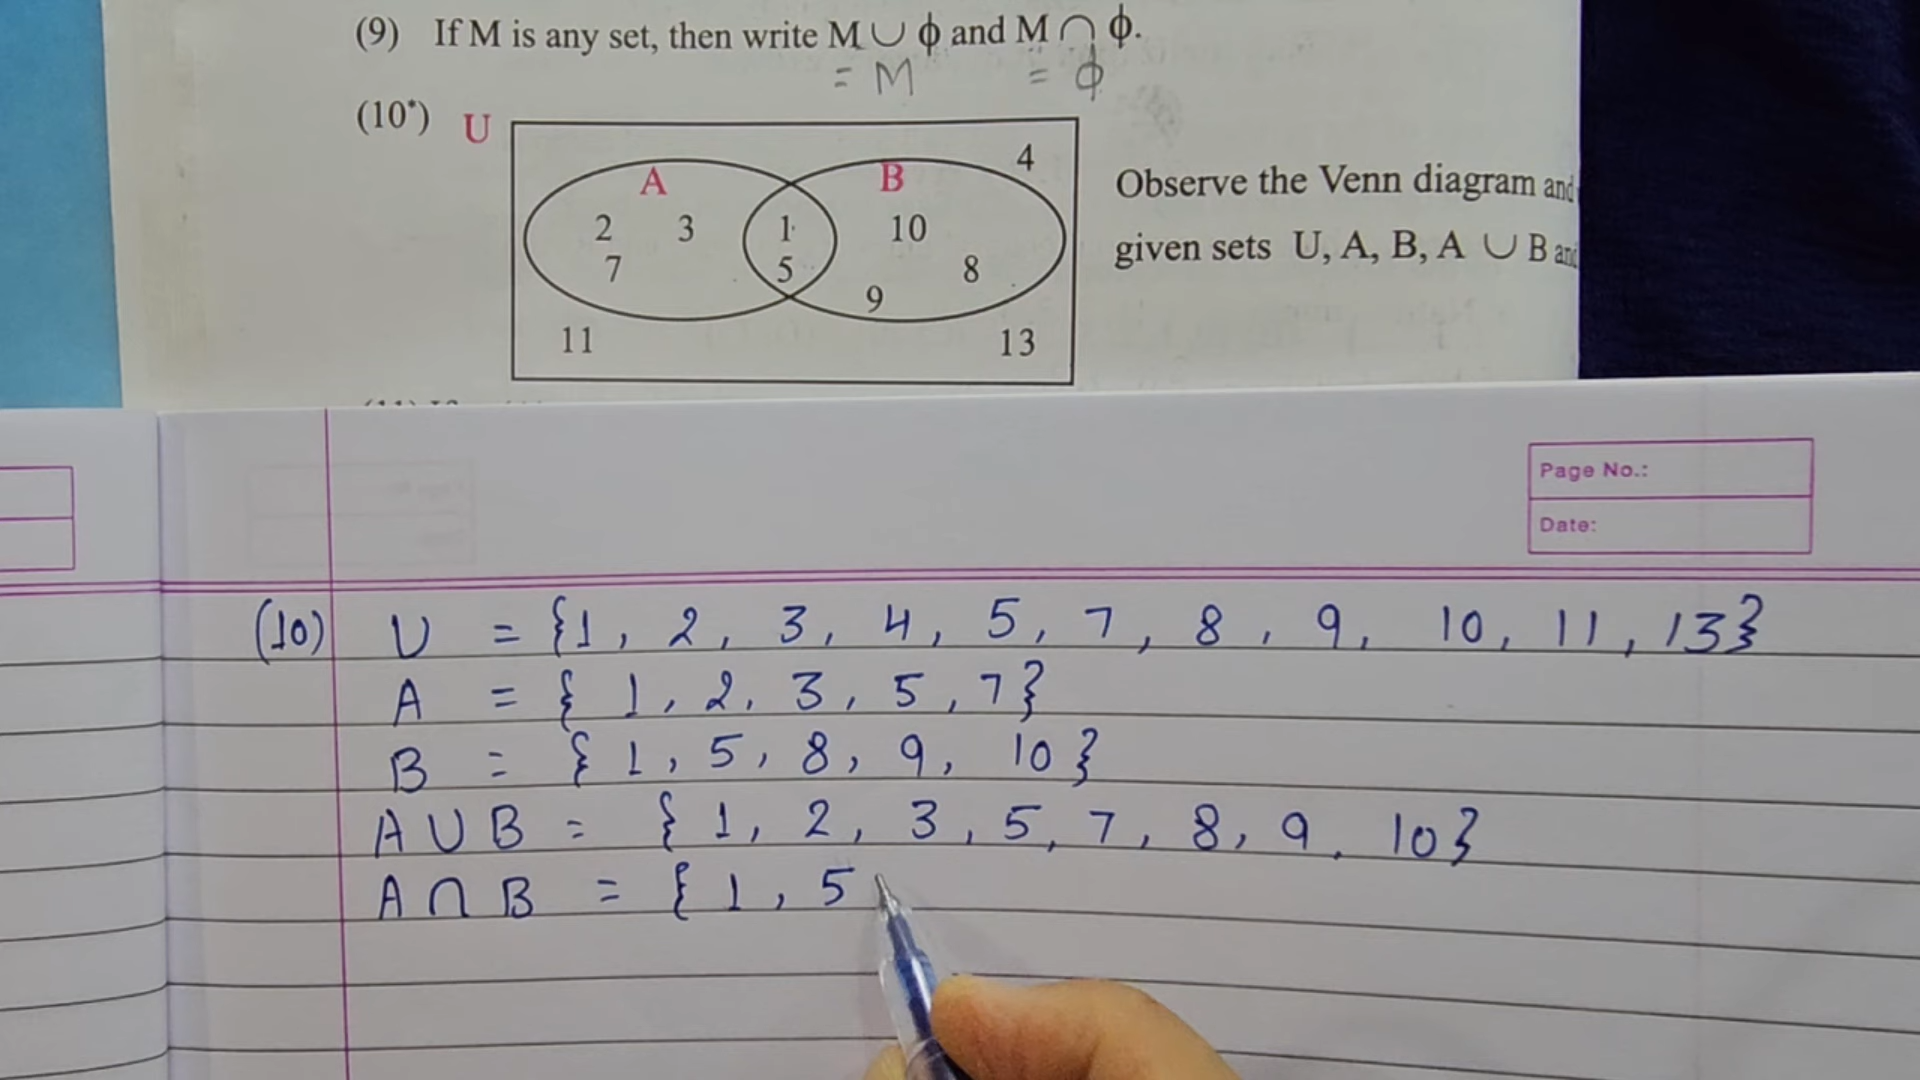 (9) If M is any set, then write M ∪ ϕ and M ∩ ϕ.
= M = ϕ
(10*) U
A B 4
2 3 1 10
7 5 8
9
11 13
Observe the Venn diagram and
given sets U, A, B, A ∪ B and
Page No.:
Date:
(10) U = {1, 2, 3, 4, 5, 7, 8, 9, 10, 11, 13}
A = {1, 2, 3, 5, 7}
B = {1, 5, 8, 9, 10}
A ∪ B = {1, 2, 3, 5, 7, 8, 9, 10}
A ∩ B = {1, 5